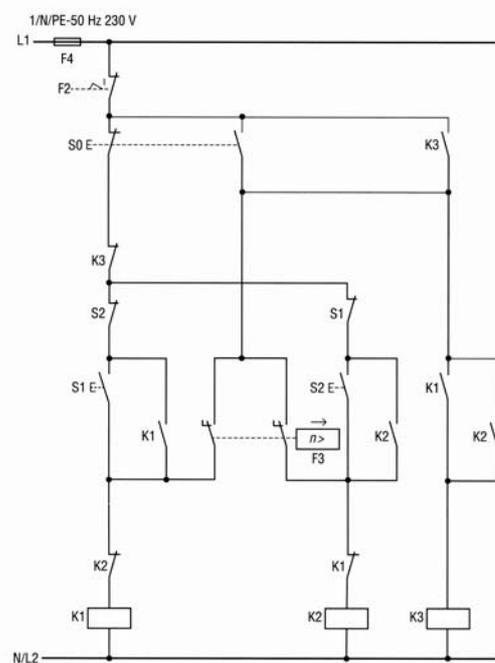 1/N/PE-50 Hz 230 V
L1
F4
F2
S0 E
K3
K3
S2
S1
S1 E
K1
n>
F3
S2 E
K2
K1
K2
K2
K1
K1
K2
K3
N/L2